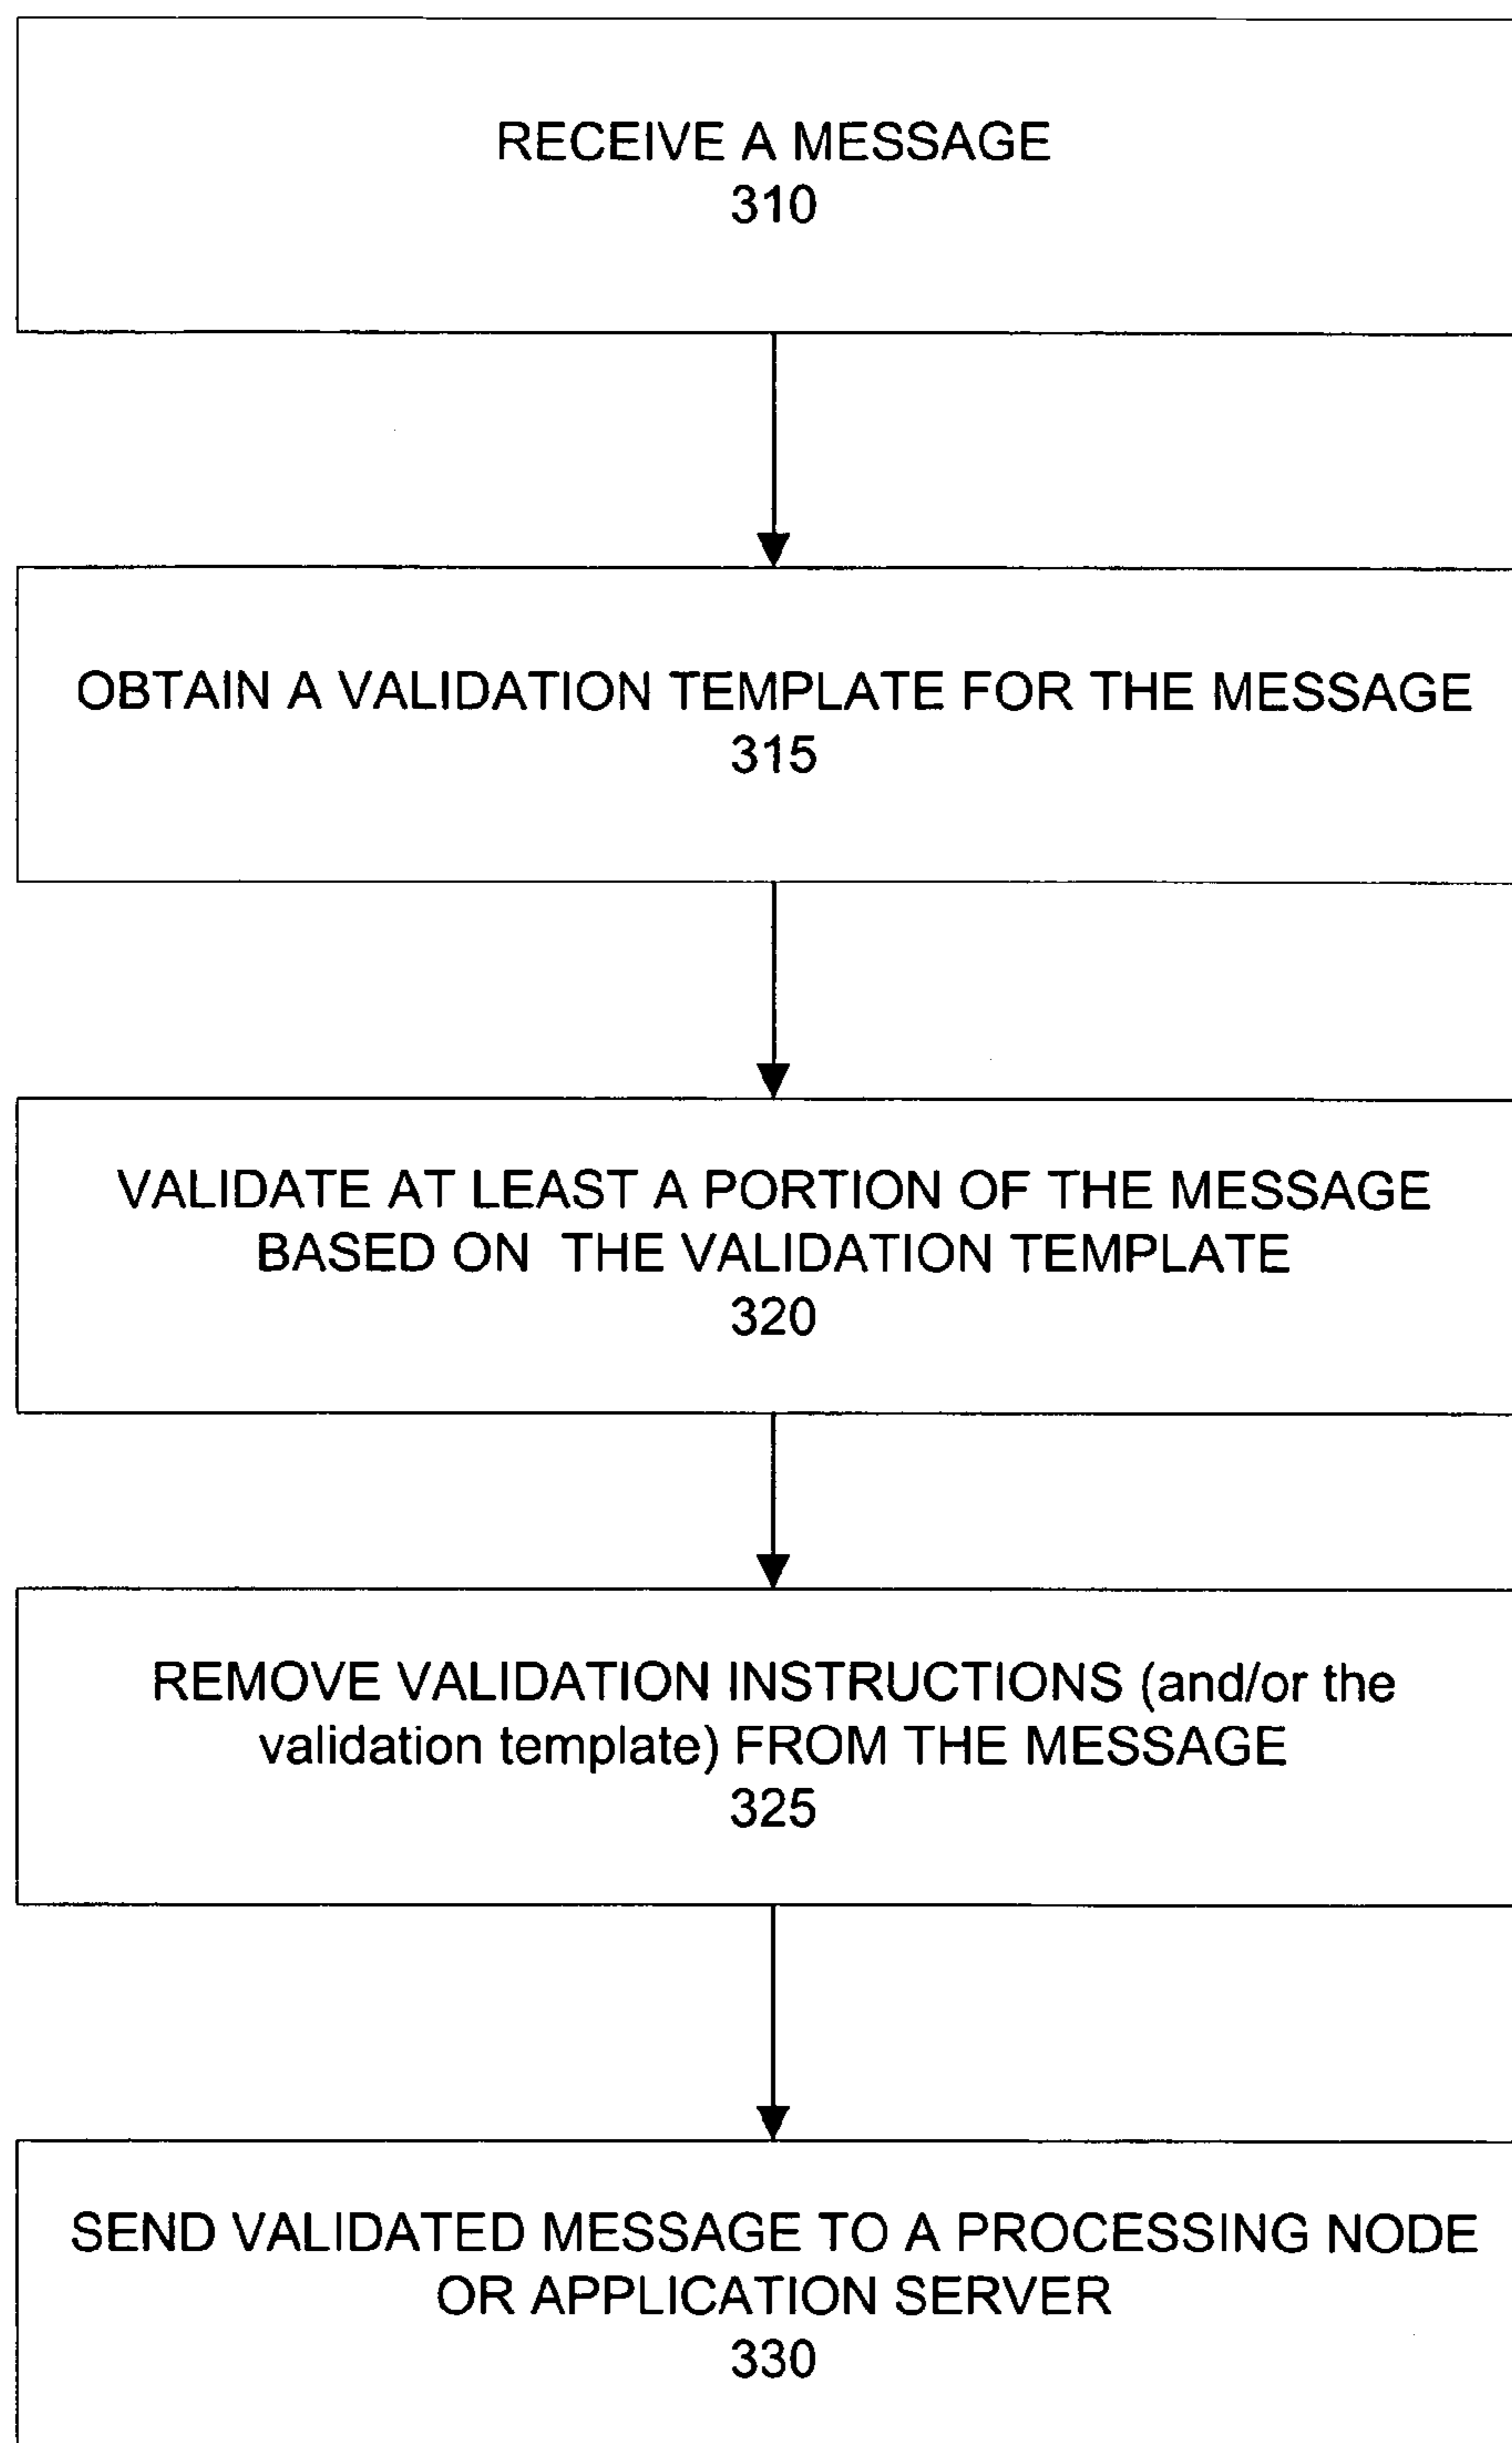 RECEIVE A MESSAGE
310
OBTAIN A VALIDATION TEMPLATE FOR THE MESSAGE
315
VALIDATE AT LEAST A PORTION OF THE MESSAGE
BASED ON THE VALIDATION TEMPLATE
320
REMOVE VALIDATION INSTRUCTIONS (and/or the
validation template) FROM THE MESSAGE
325
SEND VALIDATED MESSAGE TO A PROCESSING NODE
OR APPLICATION SERVER
330